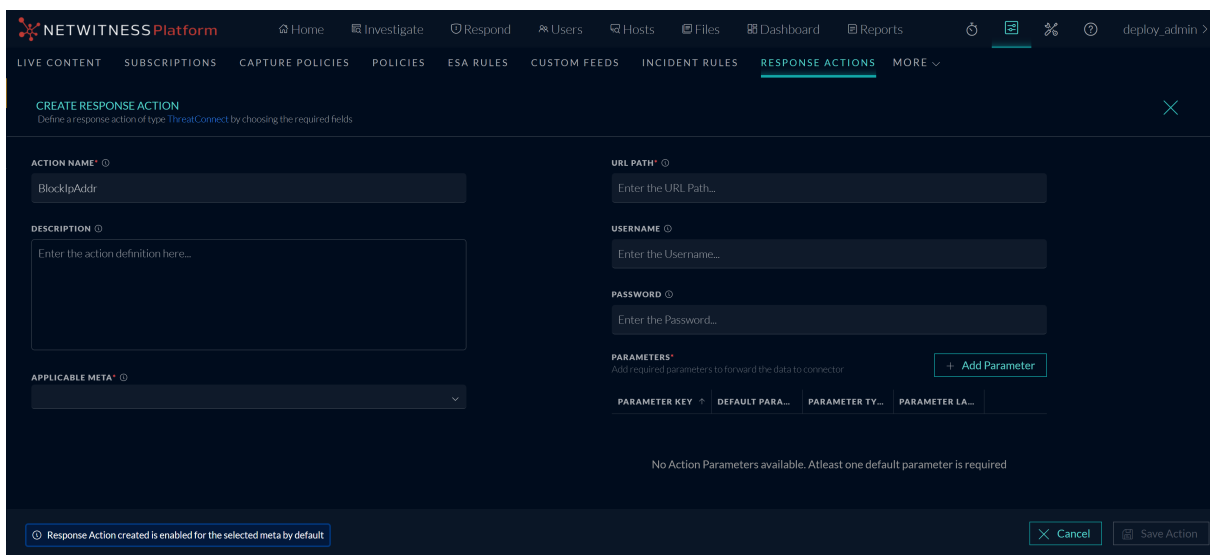 NETWITNESS Platform
Home
Investigate
Respond
Users
Hosts
Files
Dashboard
Reports
deploy_admin >
LIVE CONTENT
SUBSCRIPTIONS
CAPTURE POLICIES
POLICIES
ESA RULES
CUSTOM FEEDS
INCIDENT RULES
RESPONSE ACTIONS
MORE
CREATE RESPONSE ACTION
Define a response action of type ThreatConnect by choosing the required fields
ACTION NAME*
BlockIpAddr
DESCRIPTION
Enter the action definition here...
APPLICABLE META*
URL PATH*
Enter the URL Path...
USERNAME
Enter the Username...
PASSWORD
Enter the Password...
PARAMETERS*
Add required parameters to forward the data to connector
+ Add Parameter
PARAMETER KEY ↑
DEFAULT PARA...
PARAMETER TY...
PARAMETER LA...
No Action Parameters available. Atleast one default parameter is required
Response Action created is enabled for the selected meta by default
Cancel
Save Action